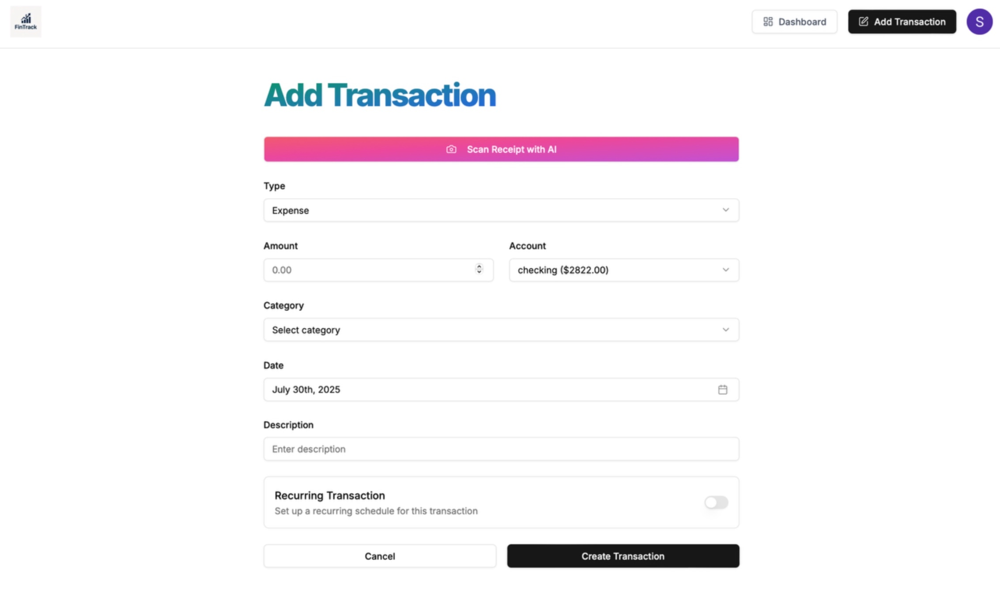 FinTrack
Dashboard
Add Transaction
S
Add Transaction
Scan Receipt with AI
Type
Expense
Amount
Account
0.00
checking ($2822.00)
Category
Select category
Date
July 30th, 2025
Description
Enter description
Recurring Transaction
Set up a recurring schedule for this transaction
Cancel
Create Transaction